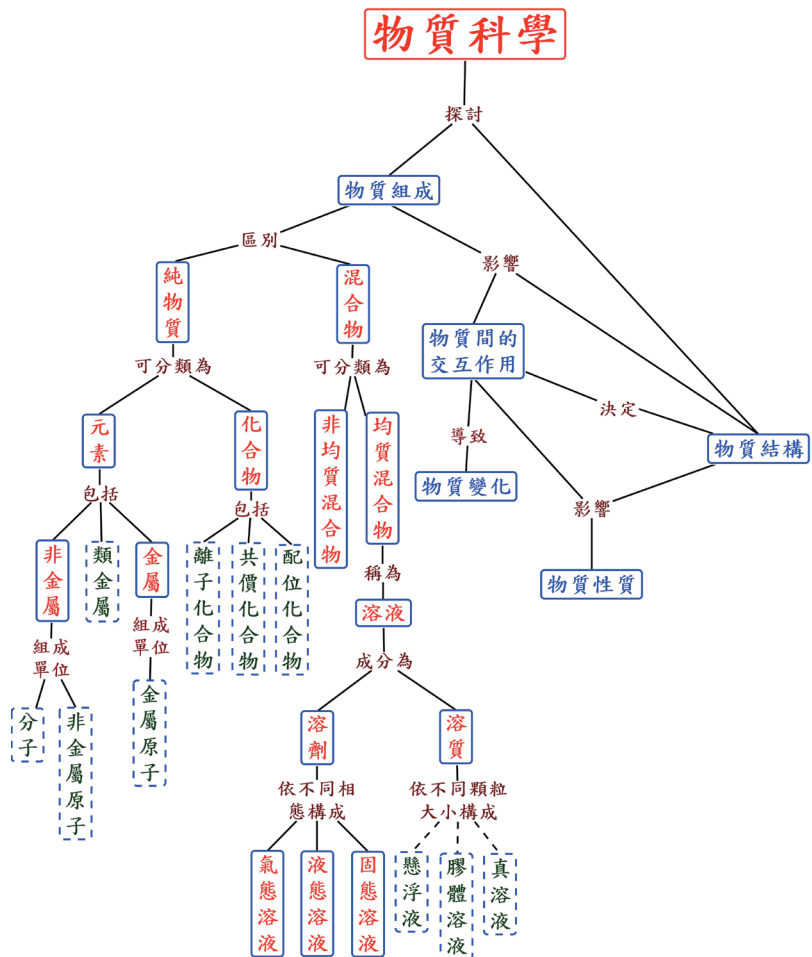 物質科學
探討
物質組成
區別
影響
純物質
混合物
物質間的
交互作用
可分類為
可分類為
決定
元素
化合物
非均質混合物
均質混合物
導致
物質結構
物質變化
包括
包括
影響
非金屬
類金屬
金屬
離子化合物
共價化合物
配位化合物
稱為
物質性質
溶液
組成
單位
組成
單位
成分為
分子
非金屬原子
金屬原子
溶劑
溶質
依不同相
態構成
依不同顆粒
大小構成
氣態溶液
液態溶液
固態溶液
懸浮液
膠體溶液
真溶液